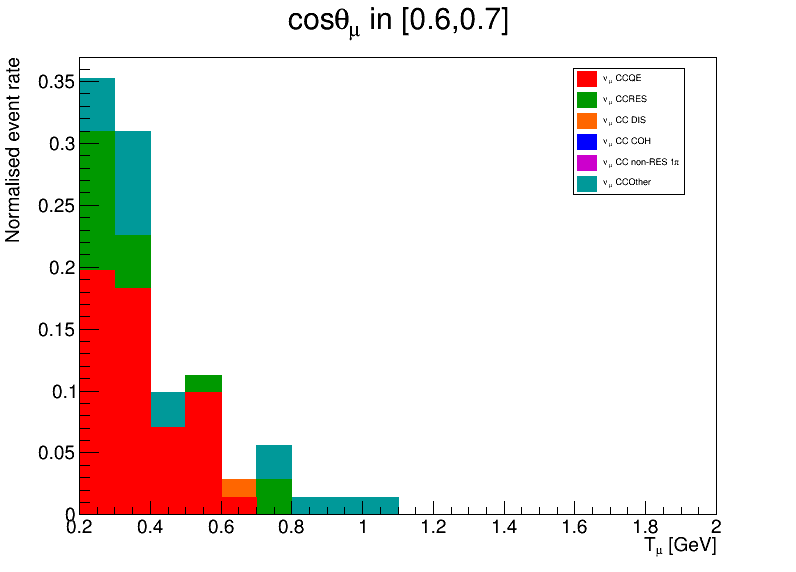 cosθμ in [0.6,0.7]
Normalised event rate
0.35
0.3
0.25
0.2
0.15
0.1
0.05
0
νμ CCQE
νμ CCRES
νμ CC DIS
νμ CC COH
νμ CC non-RES 1π
νμ CCOther
0.2 0.4 0.6 0.8 1 1.2 1.4 1.6 1.8 2
Tμ [GeV]